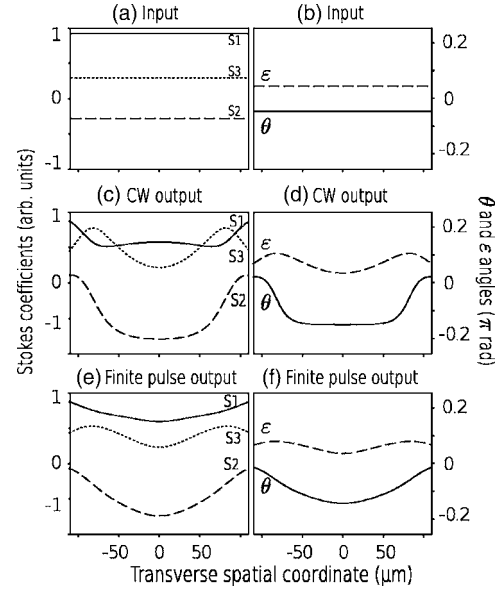 (a) Input
(b) Input
1
S1
S3
0
S2
-1
0.2
ε
0
θ
-0.2
(c) CW output
(d) CW output
1
S1
S3
0
S2
-1
0.2
ε
0
θ
-0.2
(e) Finite pulse output
(f) Finite pulse output
1
S1
S3
0
S2
-1
0.2
ε
0
θ
-0.2
-50 0 50
-50 0 50
Transverse spatial coordinate (μm)
Stokes coefficients (arb. units)
θ and ε angles (π rad)